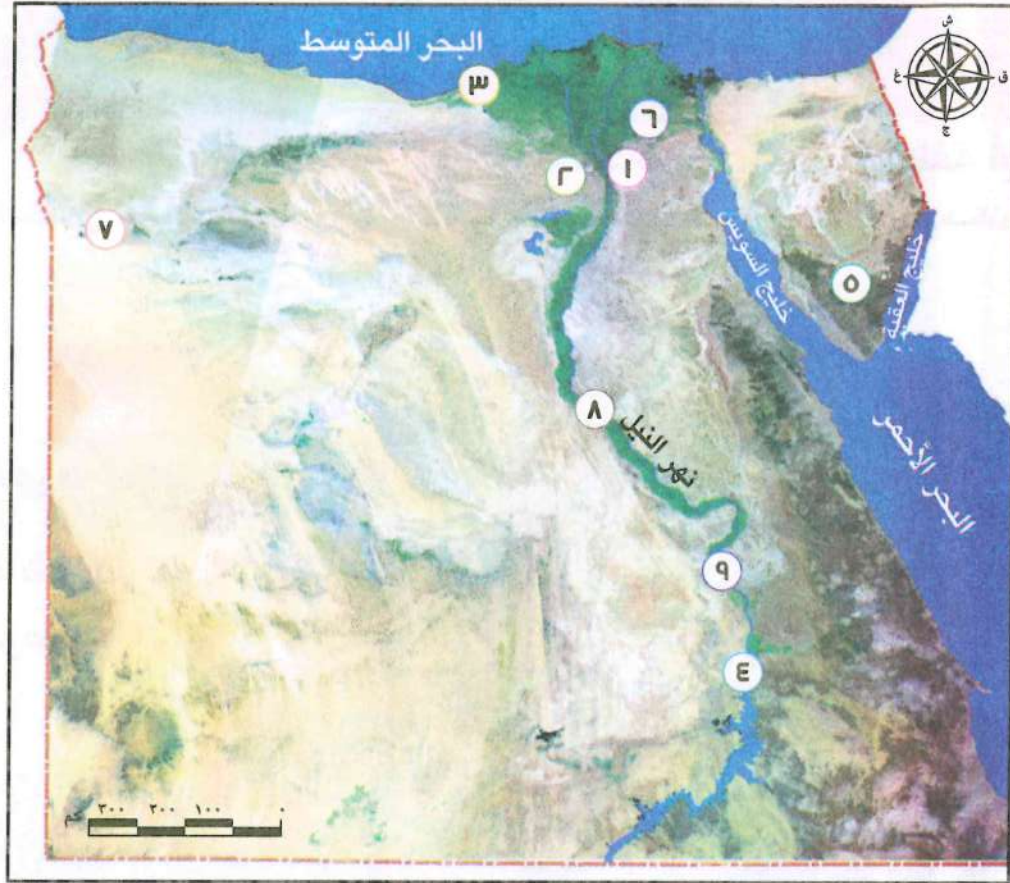 البحر المتوسط
ش
ق
غ
ج
٣
٦
١
٢
٧
خليج السويس
خليج العقبة
٥
٨
نهر النيل
البحر الأحمر
٩
٤
٣٠٠ ٢٠٠ ١٠٠ ٠
كم